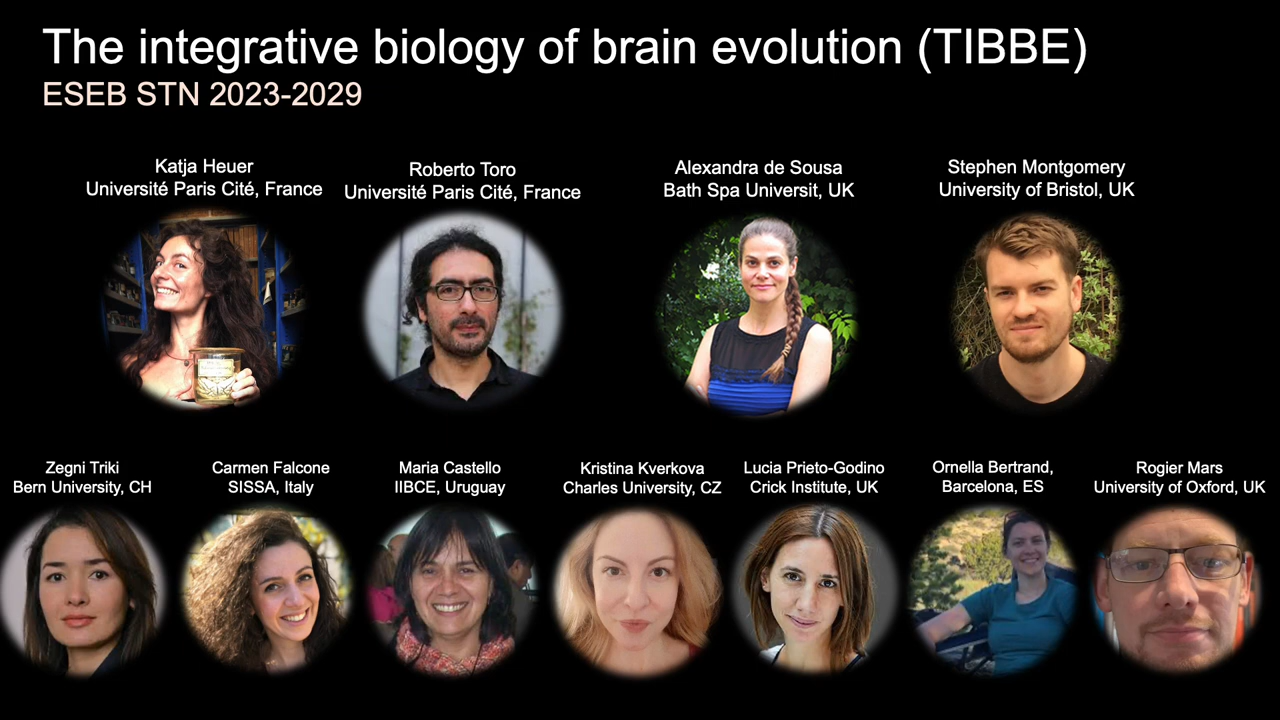 The integrative biology of brain evolution (TIBBE)
ESEB STN 2023-2029
Katja Heuer
Université Paris Cité, France
Roberto Toro
Université Paris Cité, France
Alexandra de Sousa
Bath Spa Universit, UK
Stephen Montgomery
University of Bristol, UK
Zegni Triki
Bern University, CH
Carmen Falcone
SISSA, Italy
Maria Castello
IIBCE, Uruguay
Kristina Kverkova
Charles University, CZ
Lucia Prieto-Godino
Crick Institute, UK
Ornella Bertrand,
Barcelona, ES
Rogier Mars
University of Oxford, UK